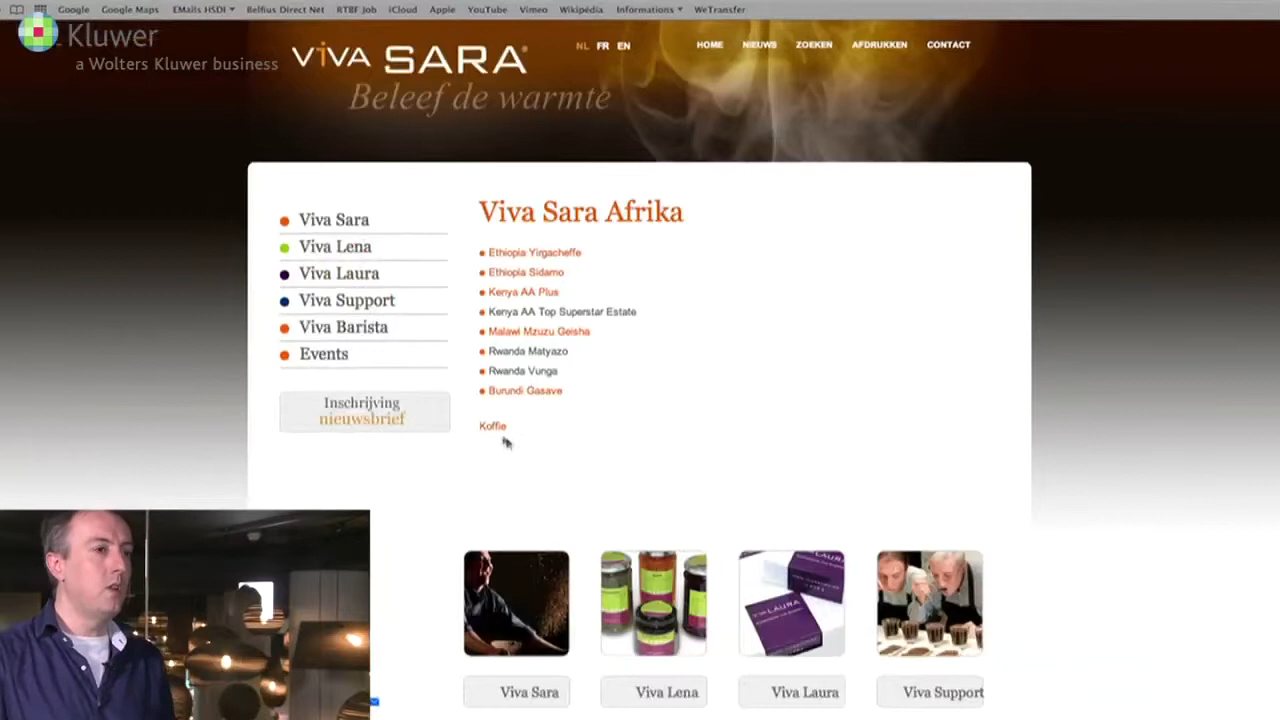 Google Google Maps EMails HSDI Belfius Direct Net RTBF Job iCloud Apple YouTube Vimeo Wikipédia Informations WeTransfer
Kluwer
a Wolters Kluwer business
VIVA SARA
Beleef de warmte
NL FR EN
HOME NIEUWS ZOEKEN AFDRUKKEN CONTACT
Viva Sara
Viva Lena
Viva Laura
Viva Support
Viva Barista
Events
Inschrijving
nieuwsbrief
Viva Sara Afrika
Ethiopia Yirgacheffe
Ethiopia Sidamo
Kenya AA Plus
Kenya AA Top Superstar Estate
Malawi Mzuzu Geisha
Rwanda Matyazo
Rwanda Vunga
Burundi Gasave
Koffie
Viva Sara Viva Lena Viva Laura Viva Support